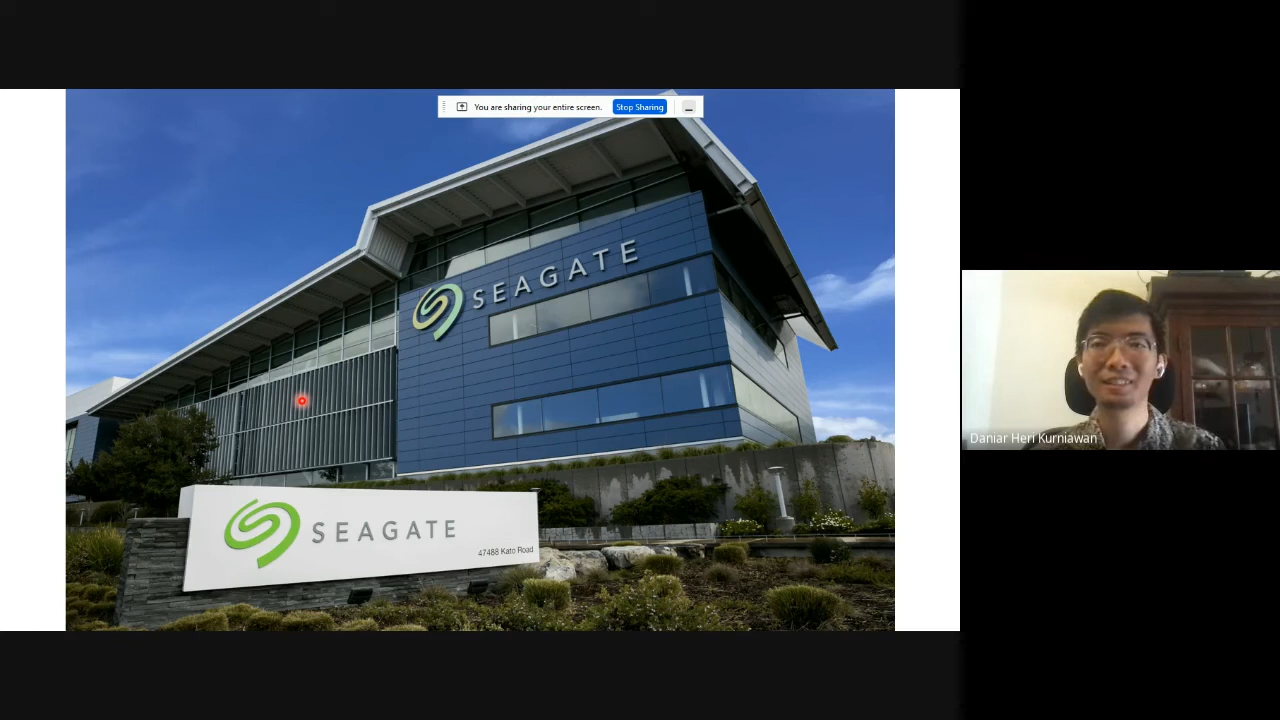 You are sharing your entire screen.
Stop Sharing
SEAGATE
SEAGATE
47488 Kato Road
Daniar Heri Kurniawan